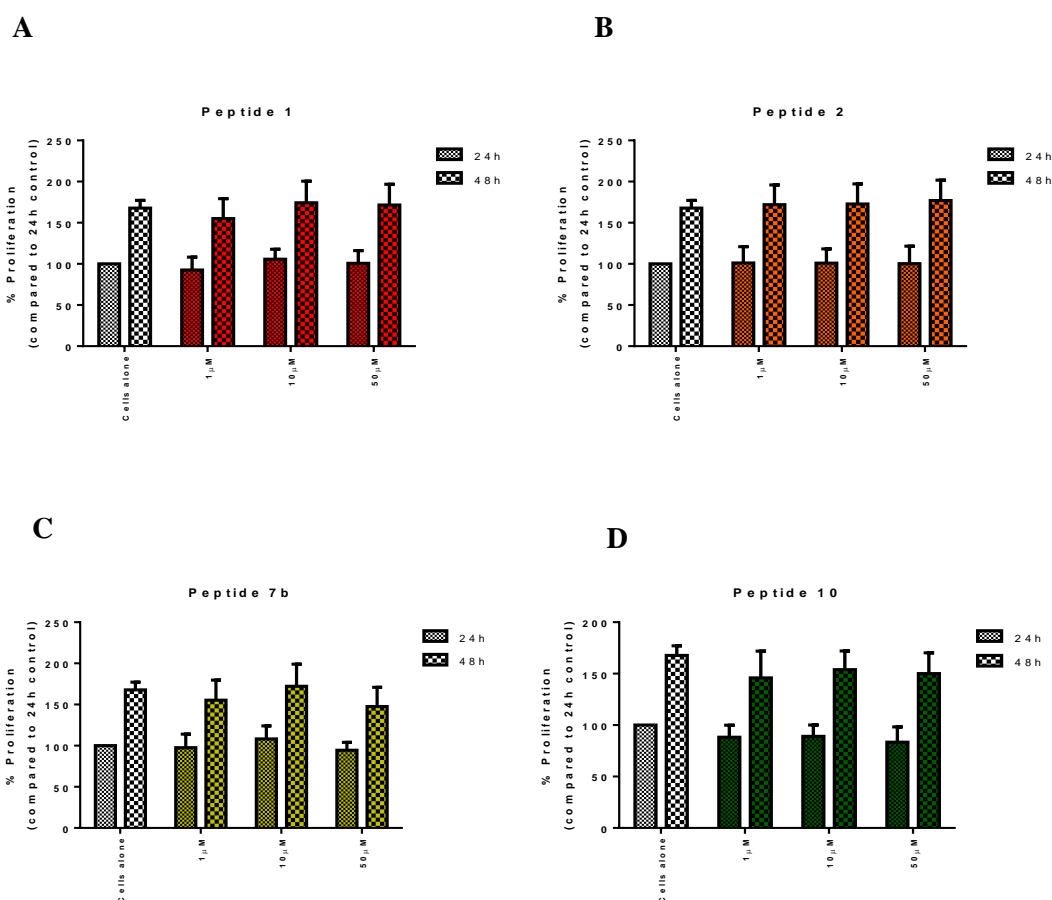 A
B
Peptide 1
% Proliferation
(compared to 24h control)
250
200
150
100
50
0
Cells alone
1µM
10µM
50µM
24h
48h
Peptide 2
% Proliferation
(compared to 24h control)
250
200
150
100
50
0
Cells alone
1µM
10µM
50µM
24h
48h
C
D
Peptide 7b
% Proliferation
(compared to 24h control)
250
200
150
100
50
0
ells alone
1µM
10µM
50µM
24h
48h
Peptide 10
% Proliferation
(compared to 24h control)
200
150
100
50
0
ells alone
1µM
10µM
50µM
24h
48h